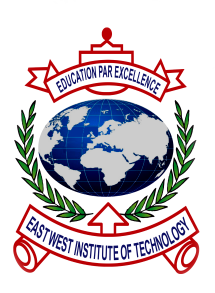 EDUCATION PAR EXCELLENCE
EAST WEST INSTITUTE OF TECHNOLOGY